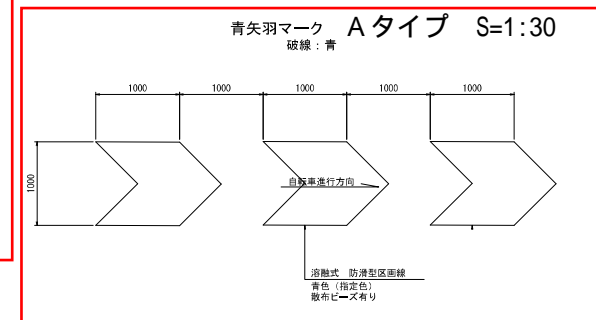 青矢羽マーク Aタイプ S=1:30
破線：青
1000 1000 1000 1000 1000
1000
自転車進行方向
溶融式 防滑型区画線
青色（指定色）
散布ビーズ有り